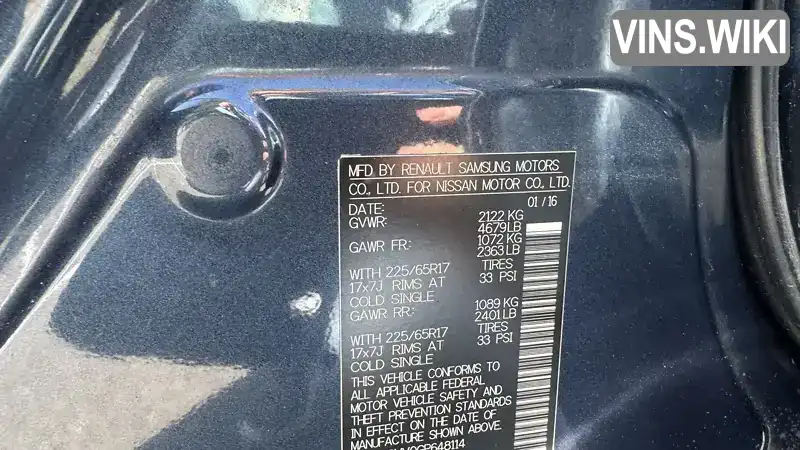 VINS.WIKI
MFD. BY RENAULT SAMSUNG MOTORS
CO., LTD. FOR NISSAN MOTOR CO., LTD.
DATE: 01/16
GVWR: 2122 KG
4679LB
GAWR FR: 1072 KG
2363LB
WITH 225/65R17 TIRES
17x7J RIMS AT 33 PSI
COLD SINGLE
GAWR RR: 1089 KG
2401LB
WITH 225/65R17 TIRES
17x7J RIMS AT 33 PSI
COLD SINGLE
THIS VEHICLE CONFORMS TO
ALL APPLICABLE FEDERAL
MOTOR VEHICLE SAFETY AND
THEFT PREVENTION STANDARDS
IN EFFECT ON THE DATE OF
MANUFACTURE SHOWN ABOVE.